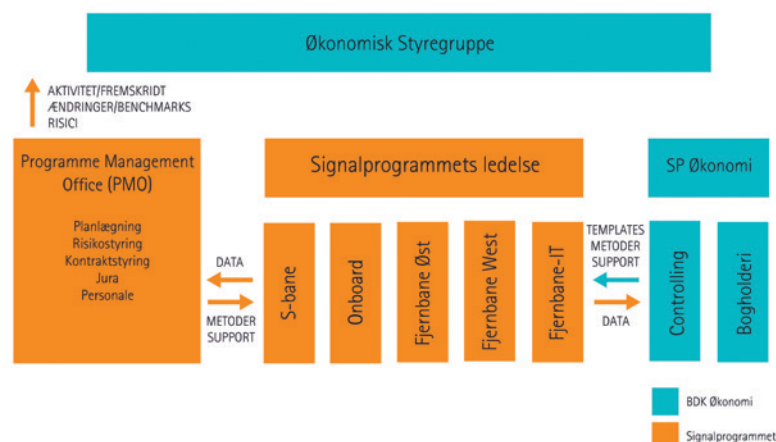 Økonomisk Styregruppe
AKTIVITET/FREMSKRIDT
ÆNDRINGER/BENCHMARKS
RISICI
Programme Management
Office (PMO)
Planlægning
Risikostyring
Kontraktstyring
Jura
Personale
DATA
METODER
SUPPORT
Signalprogrammets ledelse
S-bane
Onboard
Fjernbane Øst
Fjernbane West
Fjernbane-IT
TEMPLATES
METODER
SUPPORT
DATA
SP Økonomi
Controlling
Bogholderi
BDK Økonomi
Signalprogrammet